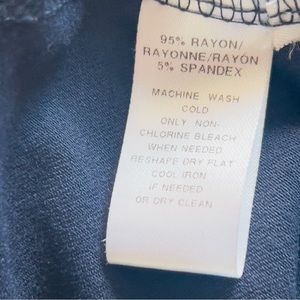 95% RAYON/
RAYONNE/RAYON
5% SPANDEX
MACHINE WASH
COLD
ONLY NON-
CHLORINE BLEACH
WHEN NEEDED
RESHAPE DRY FLAT
COOL IRON
IF NEEDED
OR DRY CLEAN